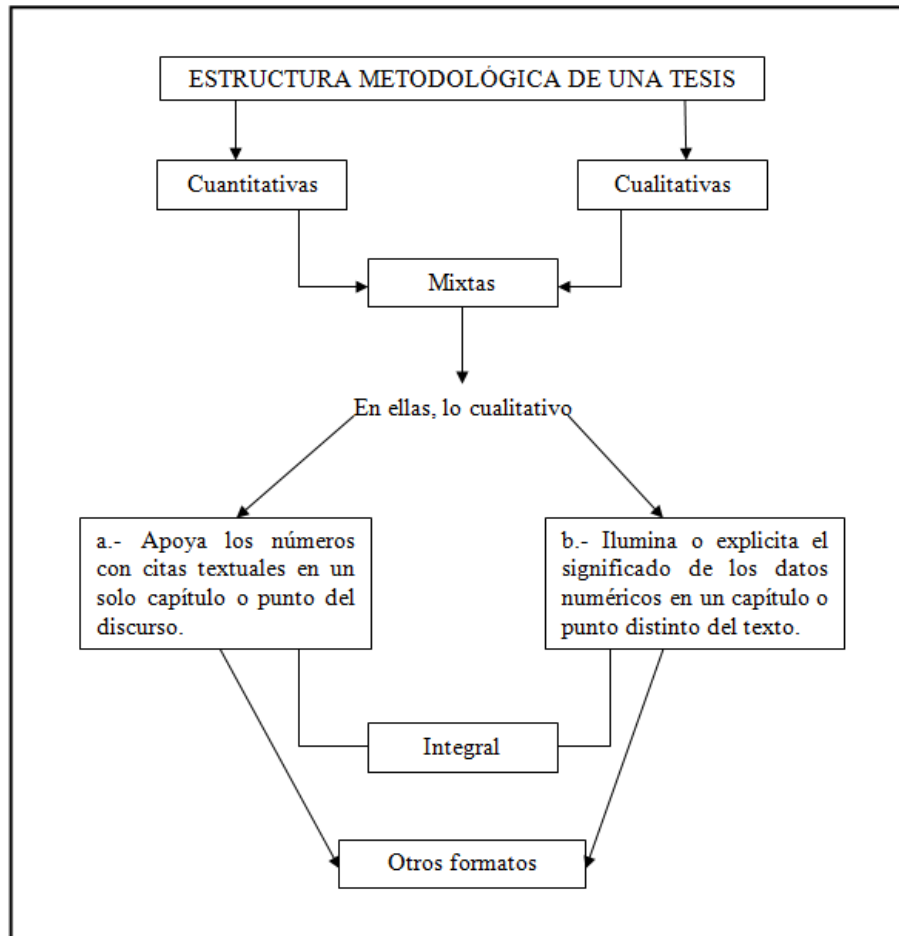 ESTRUCTURA METODOLÓGICA DE UNA TESIS
Cuantitativas
Cualitativas
Mixtas
En ellas, lo cualitativo
a.- Apoya los números
con citas textuales en un
solo capítulo o punto del
discurso.
b.- Ilumina o explicita el
significado de los datos
numéricos en un capítulo o
punto distinto del texto.
Integral
Otros formatos